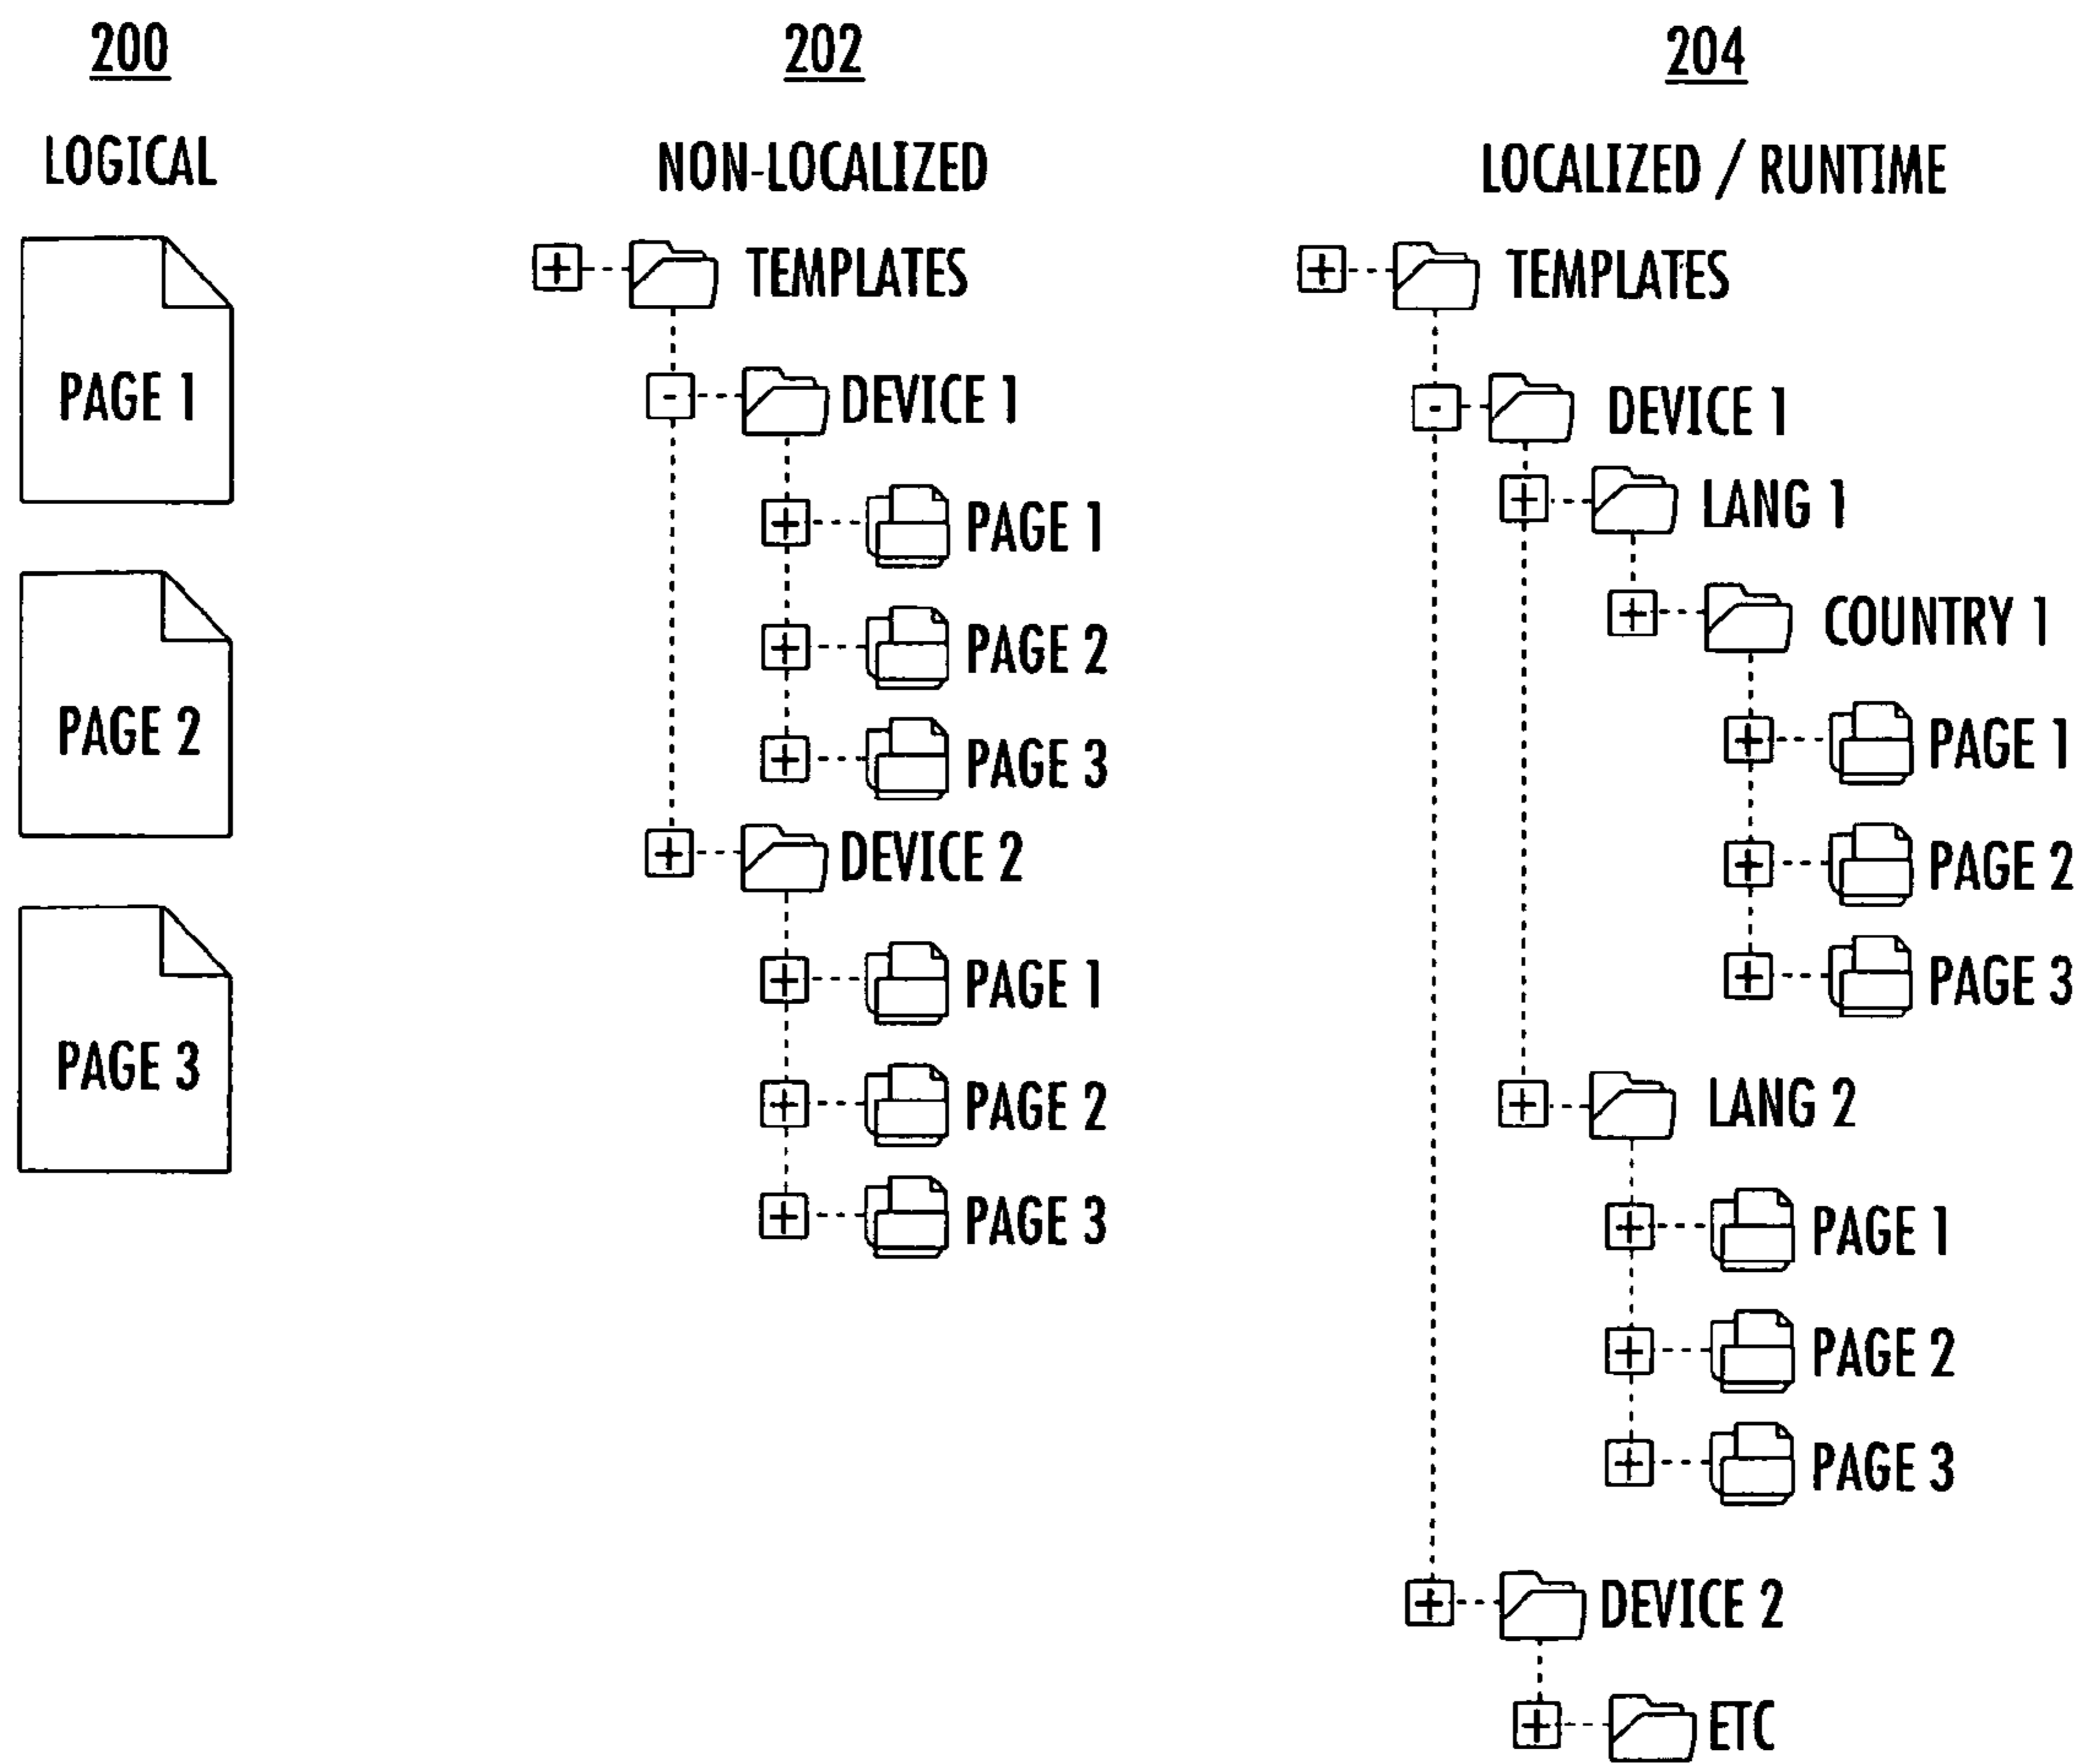 200
LOGICAL
PAGE 1
PAGE 2
PAGE 3
202
NON-LOCALIZED
TEMPLATES
DEVICE 1
PAGE 1
PAGE 2
PAGE 3
DEVICE 2
PAGE 1
PAGE 2
PAGE 3
204
LOCALIZED / RUNTIME
TEMPLATES
DEVICE 1
LANG 1
COUNTRY 1
PAGE 1
PAGE 2
PAGE 3
LANG 2
PAGE 1
PAGE 2
PAGE 3
DEVICE 2
ETC